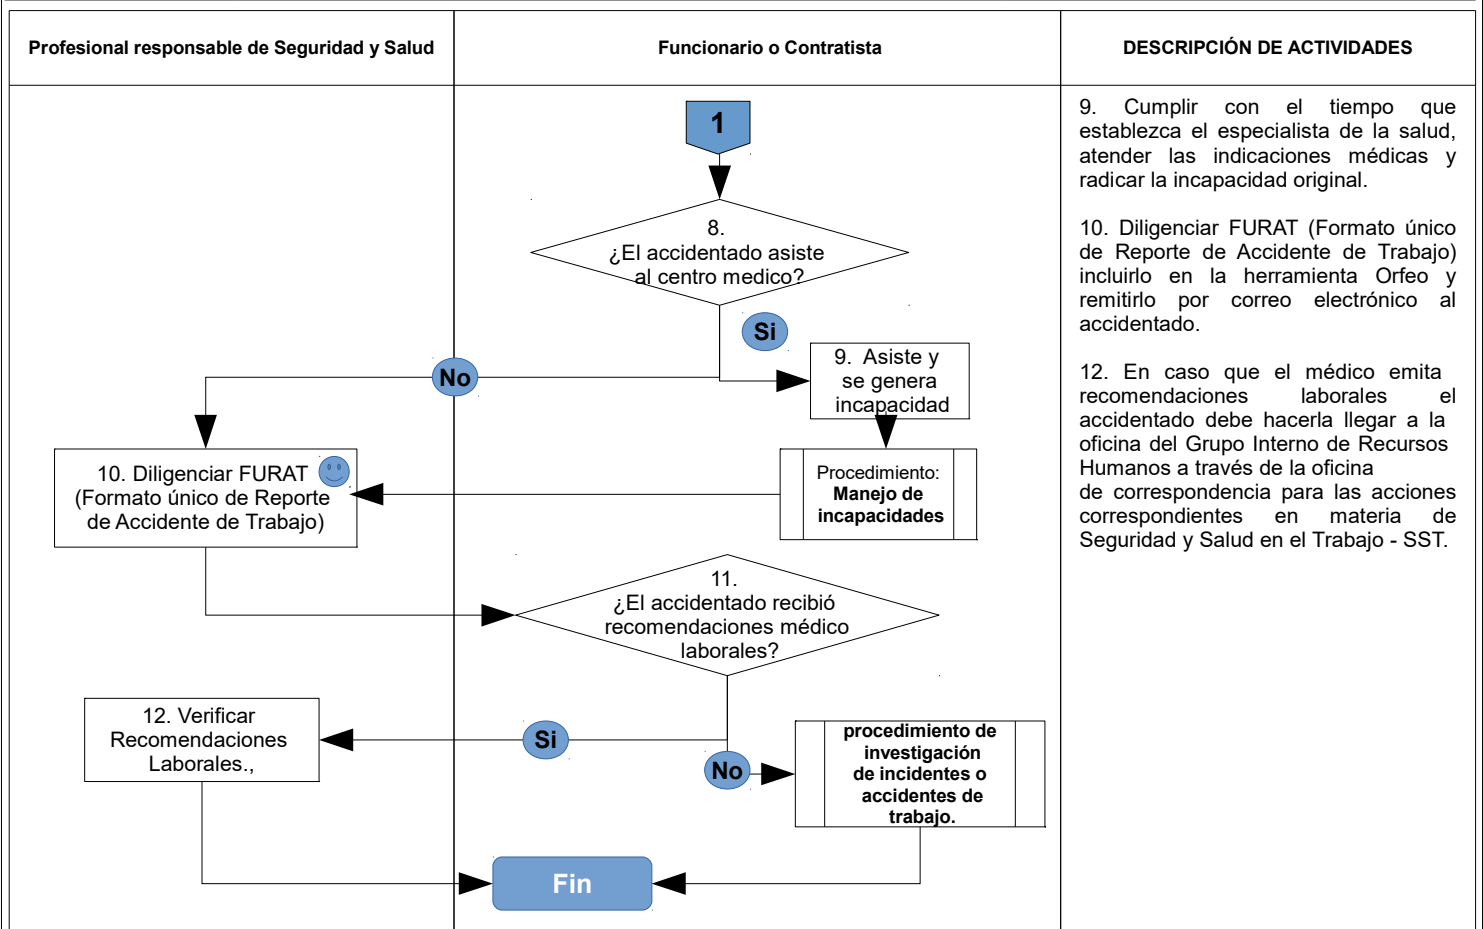 Profesional responsable de Seguridad y Salud
Funcionario o Contratista
DESCRIPCIÓN DE ACTIVIDADES
1
8.
¿El accidentado asiste
al centro medico?
Si
No
9. Asiste y
se genera
incapacidad
10. Diligenciar FURAT
(Formato único de Reporte
de Accidente de Trabajo)
Procedimiento:
Manejo de
incapacidades
11.
¿El accidentado recibió
recomendaciones médico
laborales?
12. Verificar
Recomendaciones
Laborales.,
Si
No
procedimiento de
investigación
de incidentes o
accidentes de
trabajo.
Fin
9. Cumplir con el tiempo que
establezca el especialista de la salud,
atender las indicaciones médicas y
radicar la incapacidad original.
10. Diligenciar FURAT (Formato único
de Reporte de Accidente de Trabajo)
incluirlo en la herramienta Orfeo y
remitirlo por correo electrónico al
accidentado.
12. En caso que el médico emita
recomendaciones laborales el
accidentado debe hacerla llegar a la
oficina del Grupo Interno de Recursos
Humanos a través de la oficina
de correspondencia para las acciones
correspondientes en materia de
Seguridad y Salud en el Trabajo - SST.